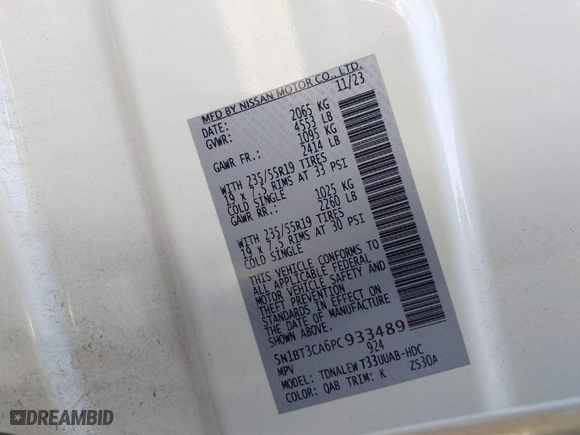 MFD BY NISSAN MOTOR CO., LTD.
DATE: 11/23
GVWR: 2065 KG
4553 LB
GAWR FR.: 1095 KG
2414 LB
WITH 235/55R19 TIRES
19 x 7.5 RIMS AT 33 PSI
COLD SINGLE
GAWR RR.: 1025 KG
2260 LB
WITH 235/55R19 TIRES
19 x 7.5 RIMS AT 30 PSI
COLD SINGLE
THIS VEHICLE CONFORMS TO
ALL APPLICABLE FEDERAL
MOTOR VEHICLE SAFETY AND
THEFT PREVENTION
STANDARDS IN EFFECT ON
THE DATE OF MANUFACTURE
SHOWN ABOVE.
5N1BT3CA6PC933489
MPV 924
MODEL: TDNALEW T33UUAB-HDC
COLOR: QAB TRIM: K ZS30A
DREAMBID